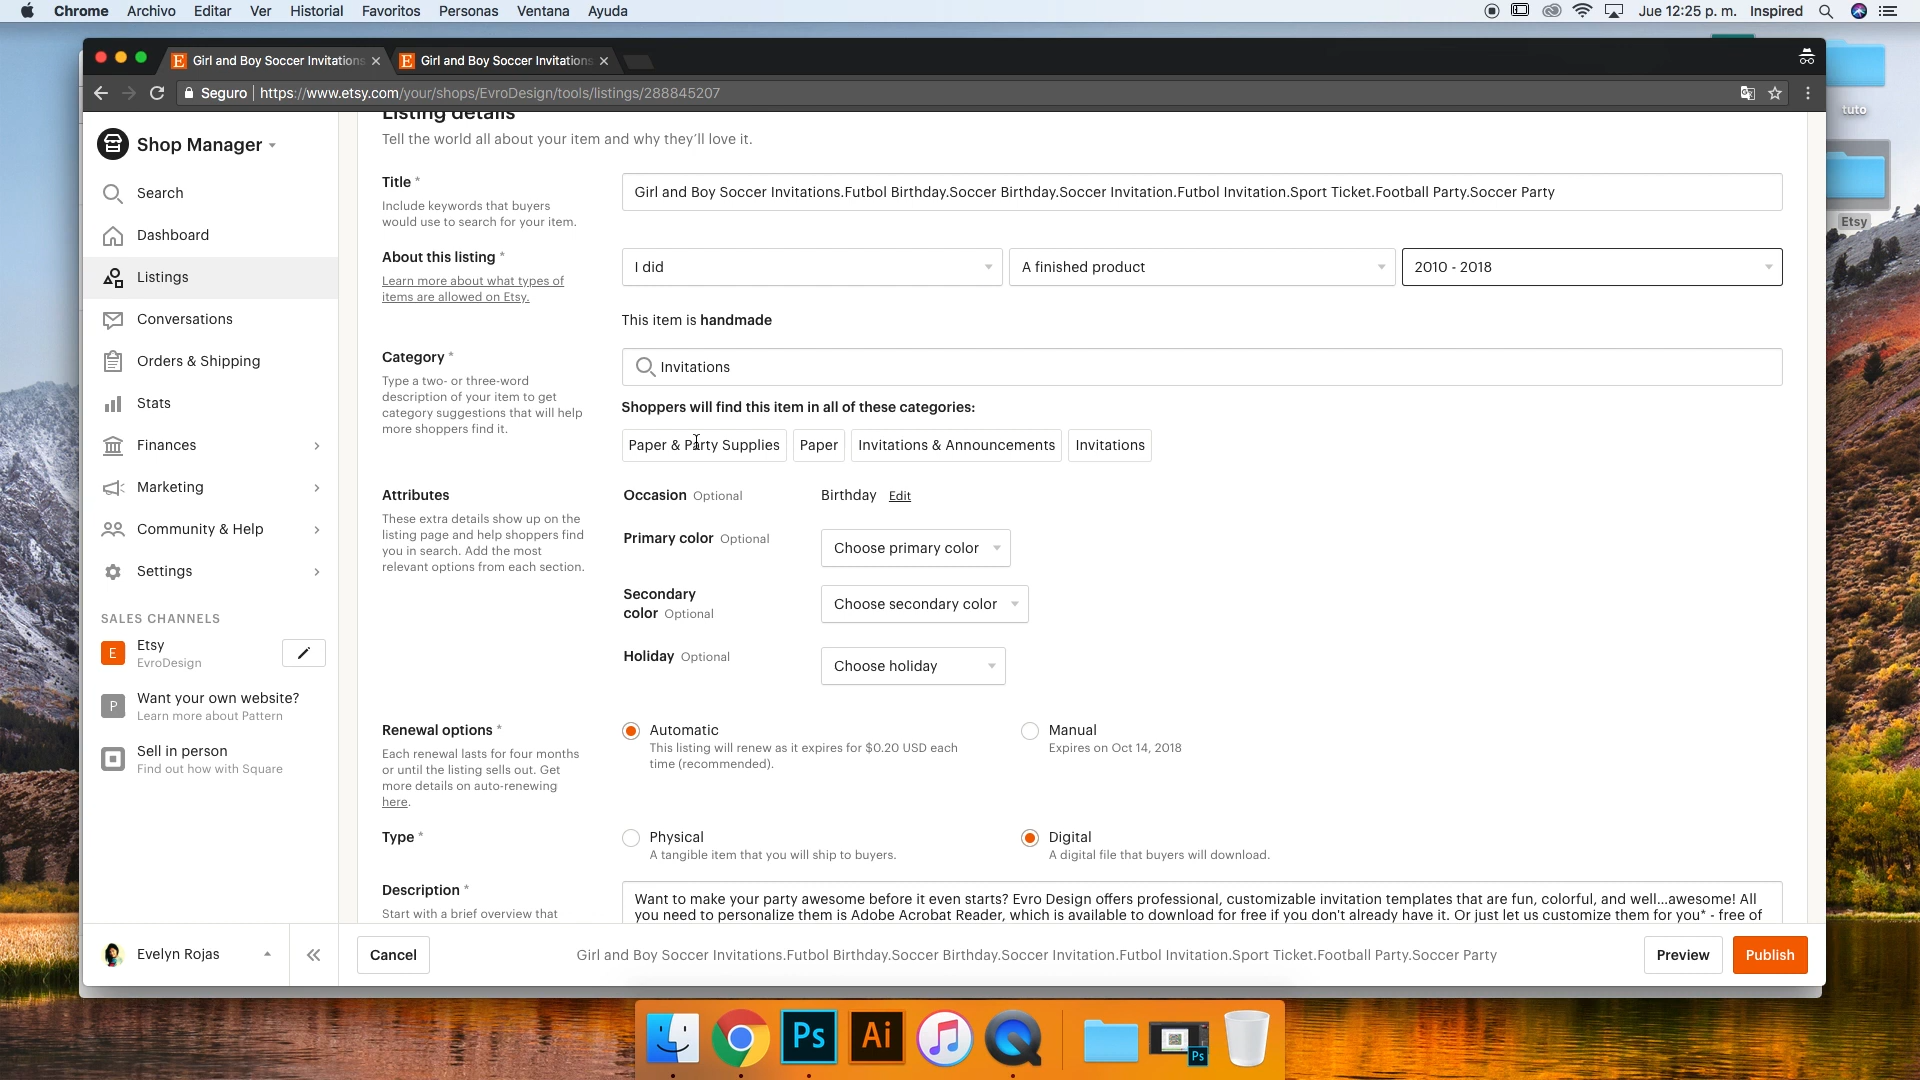 Chrome Archivo Editar Ver Historial Favoritos Personas Ventana Ayuda
Jue 12:25 p. m. Inspired
Girl and Boy Soccer Invitations
Girl and Boy Soccer Invitations
Seguro https://www.etsy.com/your/shops/EvroDesign/tools/listings/288845207
tuto
Etsy
Shop Manager
Search
Dashboard
Listings
Conversations
Orders & Shipping
Stats
Finances
Marketing
Community & Help
Settings
SALES CHANNELS
E
Etsy
EvroDesign
P
Want your own website?
Learn more about Pattern
Sell in person
Find out how with Square
Evelyn Rojas
Listing details
Tell the world all about your item and why they'll love it.
Title *
Include keywords that buyers
would use to search for your item.
Girl and Boy Soccer Invitations.Futbol Birthday.Soccer Birthday.Soccer Invitation.Futbol Invitation.Sport Ticket.Football Party.Soccer Party
About this listing *
Learn more about what types of
items are allowed on Etsy.
I did
A finished product
2010 - 2018
This item is handmade
Category *
Type a two- or three-word
description of your item to get
category suggestions that will help
more shoppers find it.
Invitations
Shoppers will find this item in all of these categories:
Paper & Party Supplies Paper Invitations & Announcements Invitations
Attributes
These extra details show up on the
listing page and help shoppers find
you in search. Add the most
relevant options from each section.
Occasion Optional
Birthday Edit
Primary color Optional
Choose primary color
Secondary
color Optional
Choose secondary color
Holiday Optional
Choose holiday
Renewal options *
Each renewal lasts for four months
or until the listing sells out. Get
more details on auto-renewing
here.
Automatic
This listing will renew as it expires for $0.20 USD each
time (recommended).
Manual
Expires on Oct 14, 2018
Type *
Physical
A tangible item that you will ship to buyers.
Digital
A digital file that buyers will download.
Description *
Start with a brief overview that
Want to make your party awesome before it even starts? Evro Design offers professional, customizable invitation templates that are fun, colorful, and well...awesome! All
you need to personalize them is Adobe Acrobat Reader, which is available to download for free if you don't already have it. Or just let us customize them for you* - free of
Cancel
Girl and Boy Soccer Invitations.Futbol Birthday.Soccer Birthday.Soccer Invitation.Futbol Invitation.Sport Ticket.Football Party.Soccer Party
Preview
Publish
Ps
Ai
Ps